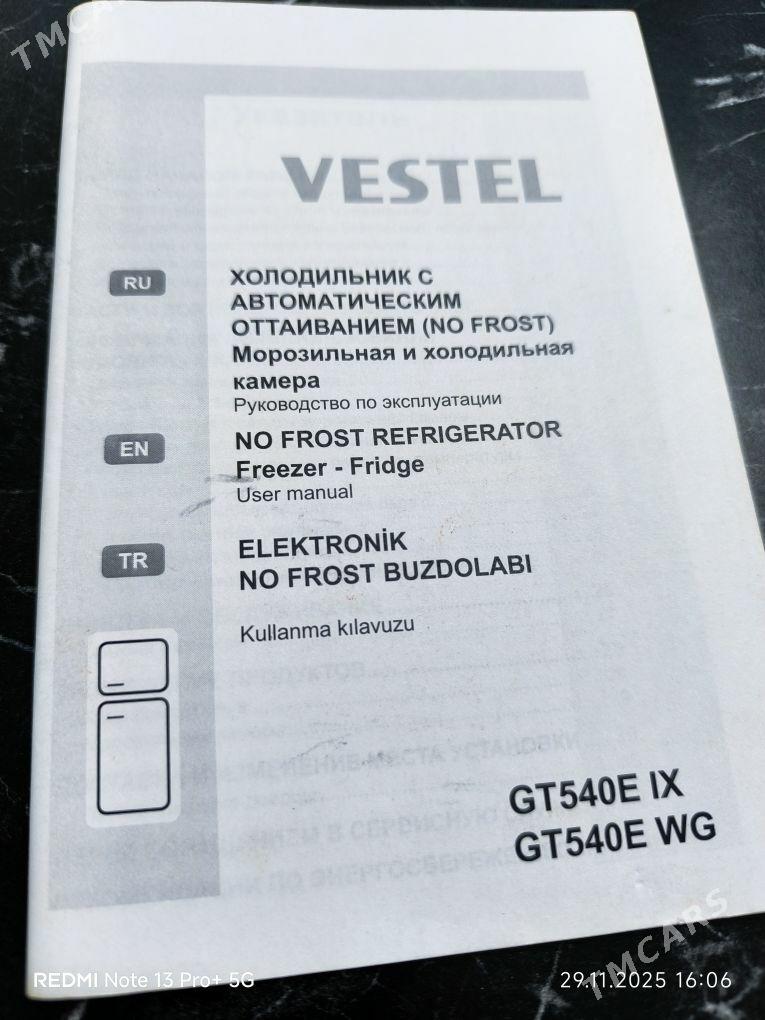 TMCARS
VESTEL
RU
ХОЛОДИЛЬНИК С
АВТОМАТИЧЕСКИМ
ОТТАИВАНИЕМ (NO FROST)
Морозильная и холодильная
камера
Руководство по эксплуатации
EN
NO FROST REFRIGERATOR
Freezer - Fridge
User manual
TR
ELEKTRONİK
NO FROST BUZDOLABI
Kullanma kılavuzu
GT540E IX
GT540E WG
TMCARS
REDMI Note 13 Pro+ 5G
29.11.2025 16:06